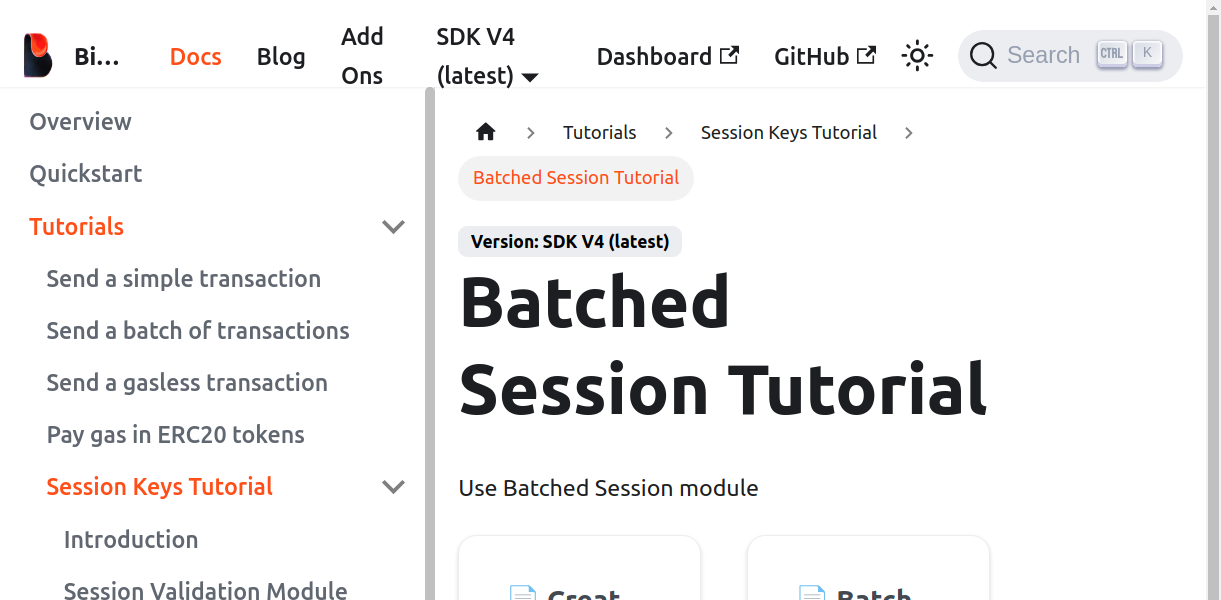 Bi...
Docs
Blog
Add
Ons
SDK V4
(latest)
Dashboard
GitHub
Search CTRL K
Overview
Quickstart
Tutorials
Send a simple transaction
Send a batch of transactions
Send a gasless transaction
Pay gas in ERC20 tokens
Session Keys Tutorial
Introduction
Session Validation Module
Tutorials
Session Keys Tutorial
Batched Session Tutorial
Version: SDK V4 (latest)
Batched
Session Tutorial
Use Batched Session module
Creat
Batch